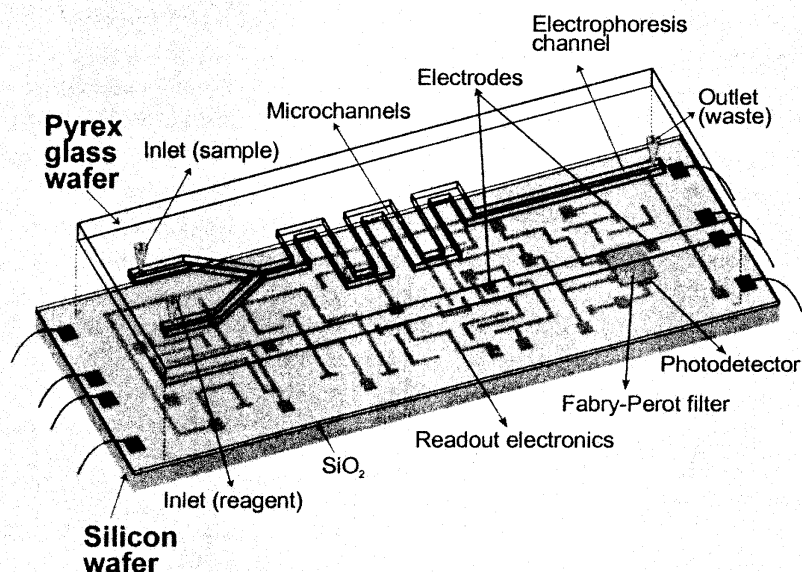 Electrophoresis
channel
Electrodes
Microchannels
Outlet
(waste)
Pyrex
glass
wafer
Inlet (sample)
Photodetector
Fabry-Perot filter
Readout electronics
SiO₂
Inlet (reagent)
Silicon
wafer